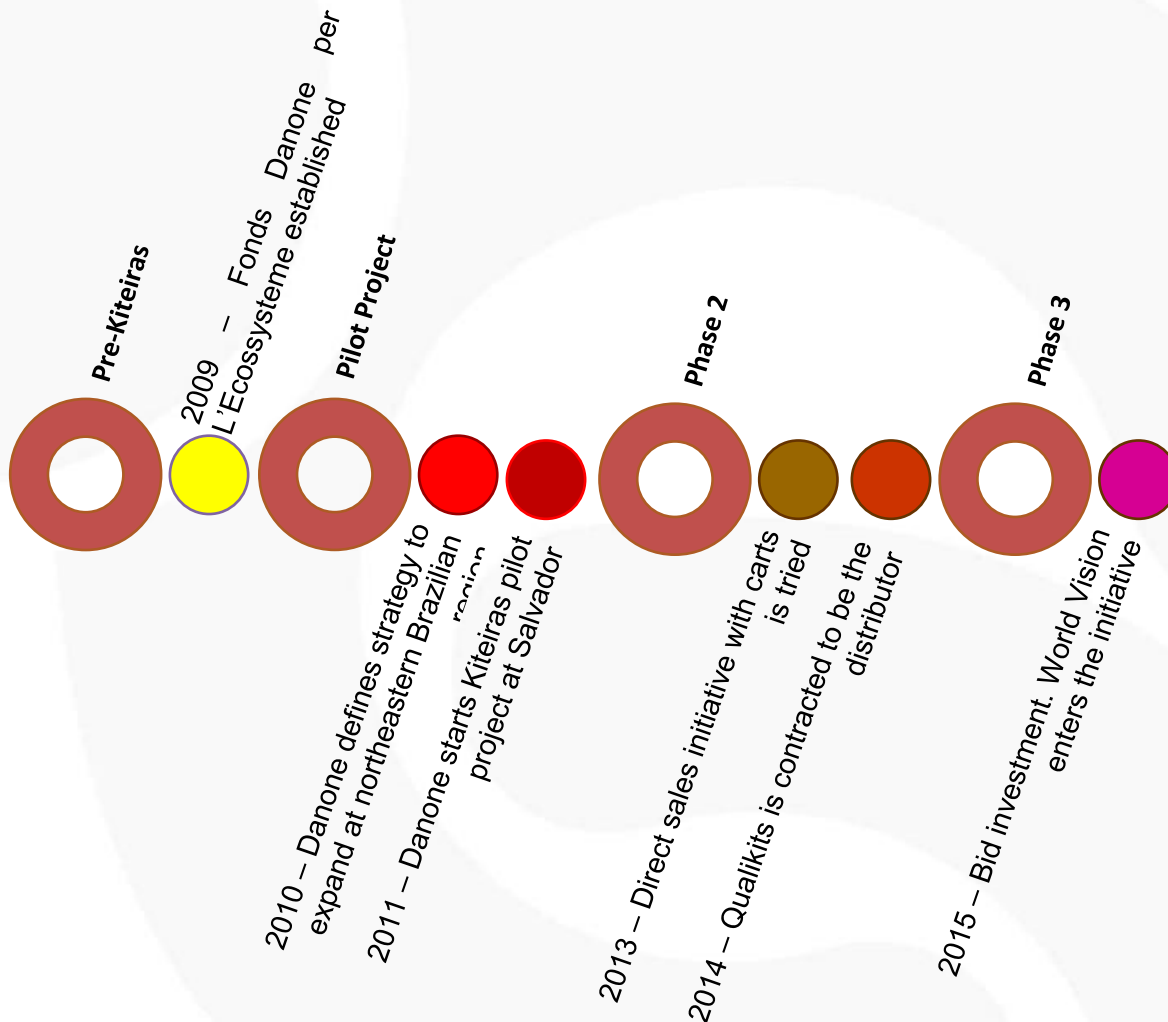 Pre-Kiteiras
2009 – Fonds Danone per
L'Ecossysteme established
Pilot Project
2010 – Danone defines strategy to
expand at northeastern Brazilian
region
2011 – Danone starts Kiteiras pilot
project at Salvador
Phase 2
2013 – Direct sales initiative with carts
is tried
2014 – Qualikits is contracted to be the
distributor
Phase 3
2015 – Bid investment. World Vision
enters the initiative